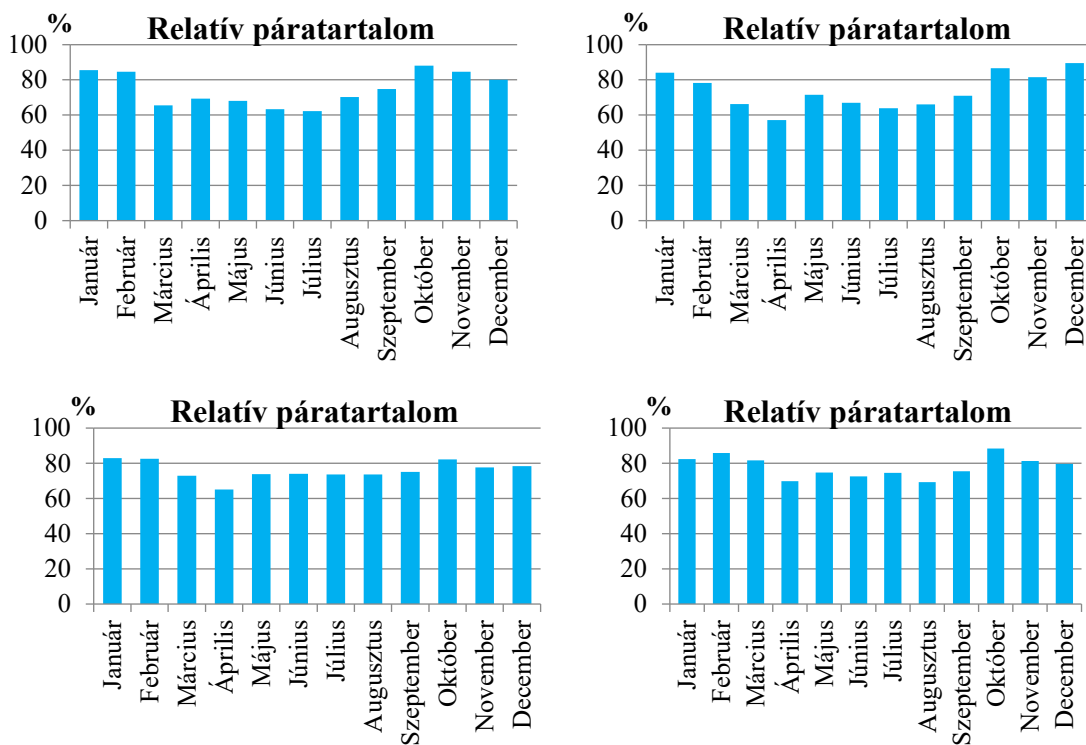 % Relatív páratartalom
100
80
60
40
20
0
Január
Február
Március
Április
Május
Június
Július
Augusztus
Szeptember
Október
November
December
% Relatív páratartalom
100
80
60
40
20
0
Január
Február
Március
Április
Május
Június
Július
Augusztus
Szeptember
Október
November
December
% Relatív páratartalom
100
80
60
40
20
0
Január
Február
Március
Április
Május
Június
Július
Augusztus
Szeptember
Október
November
December
% Relatív páratartalom
100
80
60
40
20
0
Január
Február
Március
Április
Május
Június
Július
Augusztus
Szeptember
Október
November
December